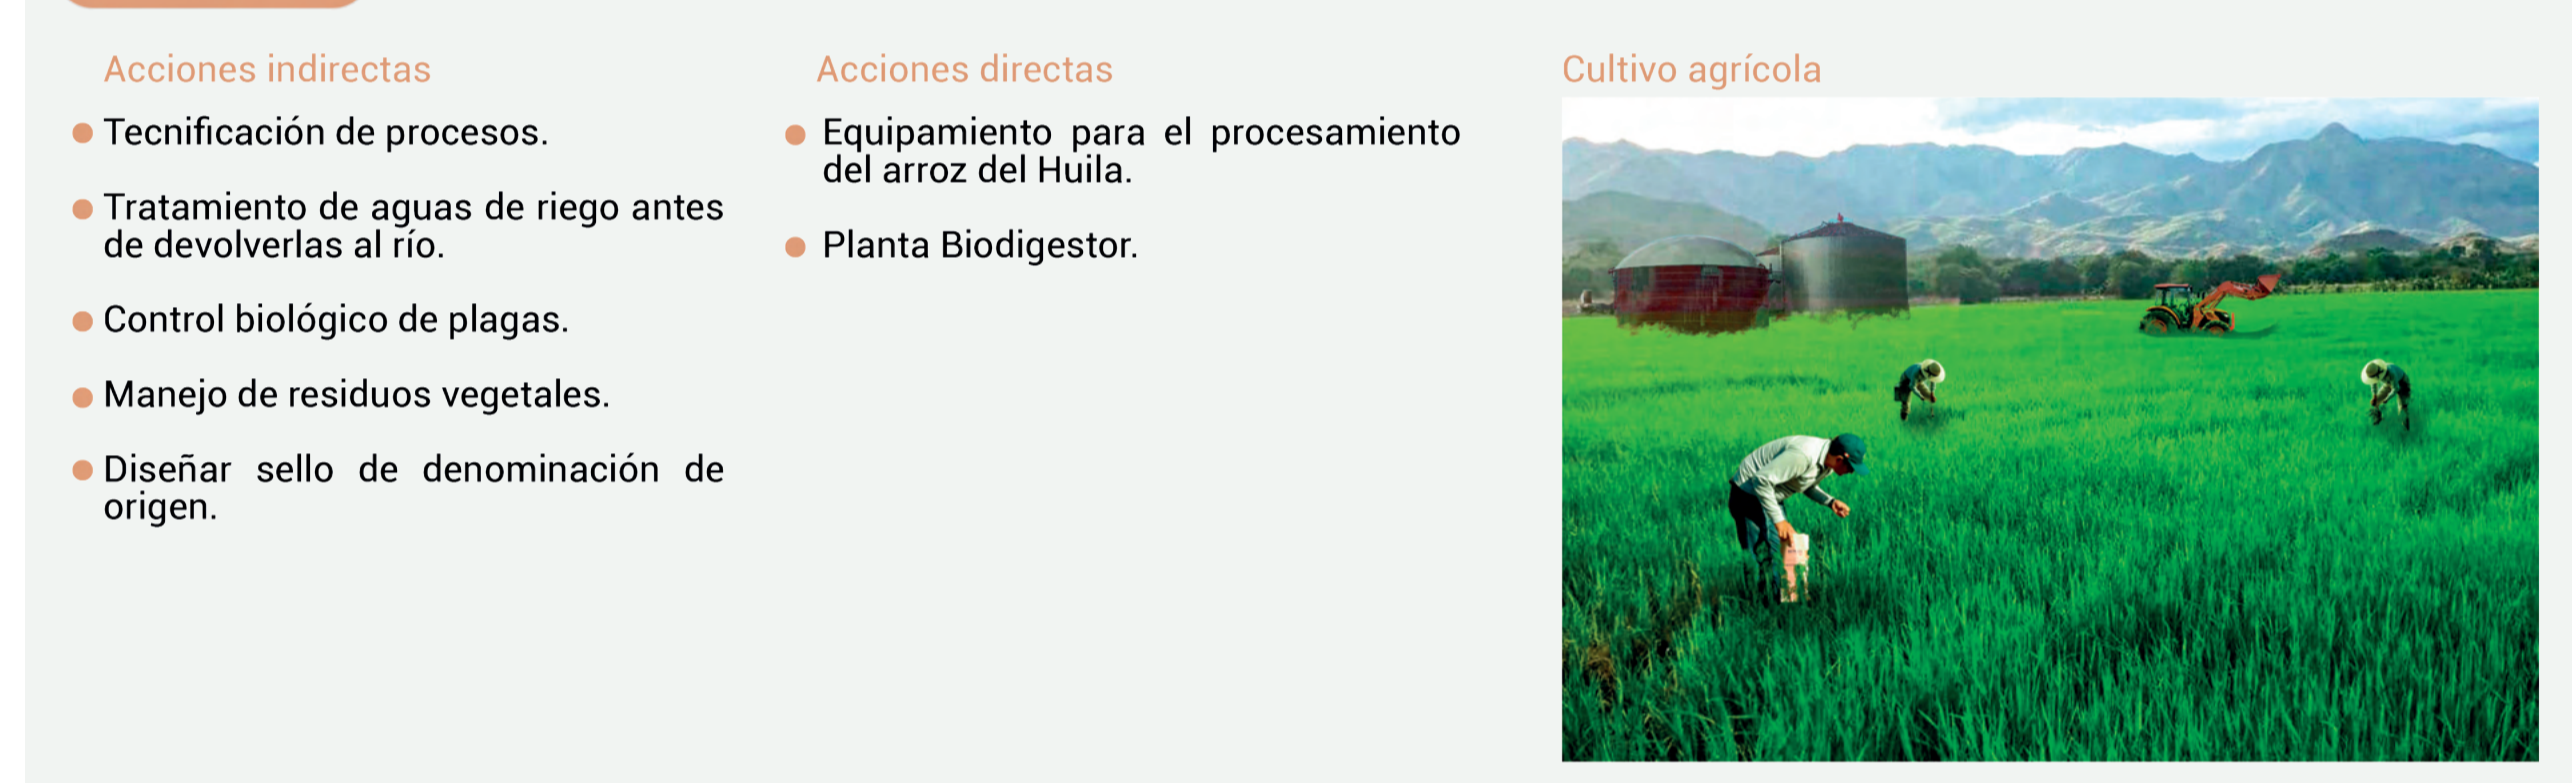 Acciones indirectas
Tecnificación de procesos.
Tratamiento de aguas de riego antes
de devolverlas al río.
Control biológico de plagas.
Manejo de residuos vegetales.
Diseñar sello de denominación de
origen.
Acciones directas
Equipamiento para el procesamiento
del arroz del Huila.
Planta Biodigestor.
Cultivo agrícola